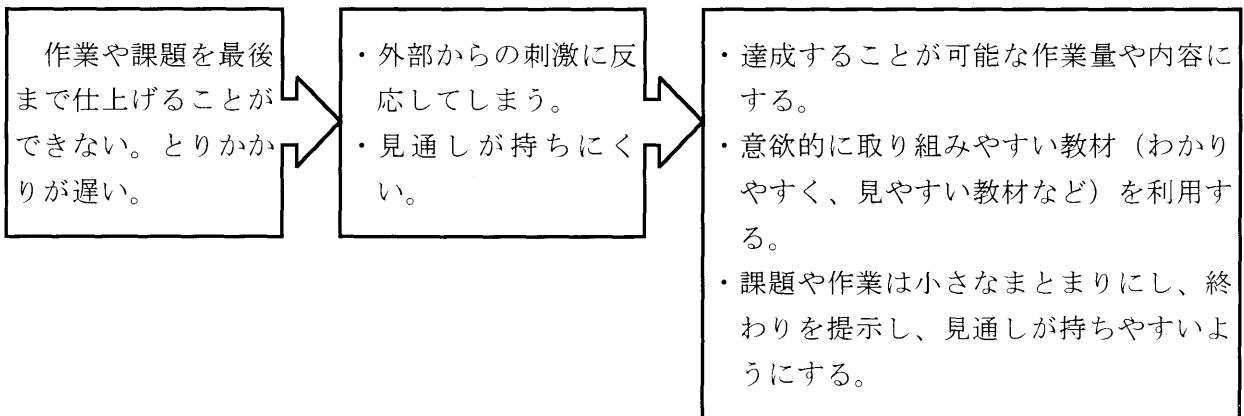 作業や課題を最後
まで仕上げることが
できない。とりかか
りが遅い。
・外部からの刺激に反
応してしまう。
・見通しが持ちにく
い。
・達成することが可能な作業量や内容に
する。
・意欲的に取り組みやすい教材（わかり
やすく、見やすい教材など）を利用す
る。
・課題や作業は小さなまとまりにし、終
わりを提示し、見通しが持ちやすいよ
うにする。